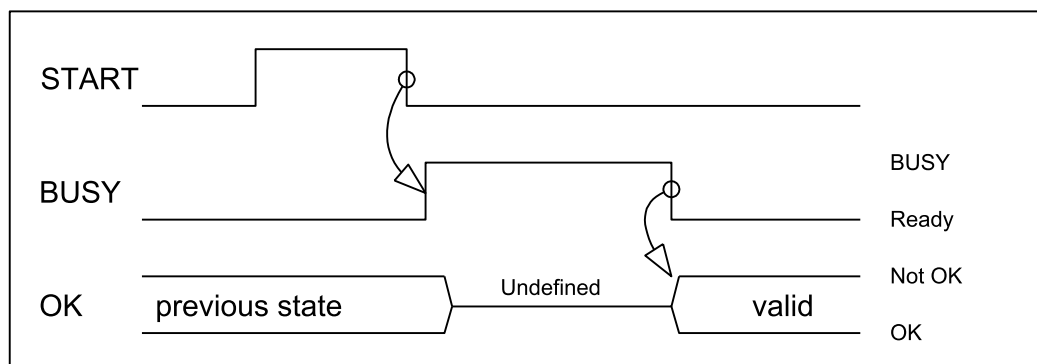 START
BUSY
BUSY
Ready
Undefined
Not OK
OK
previous state
valid
OK